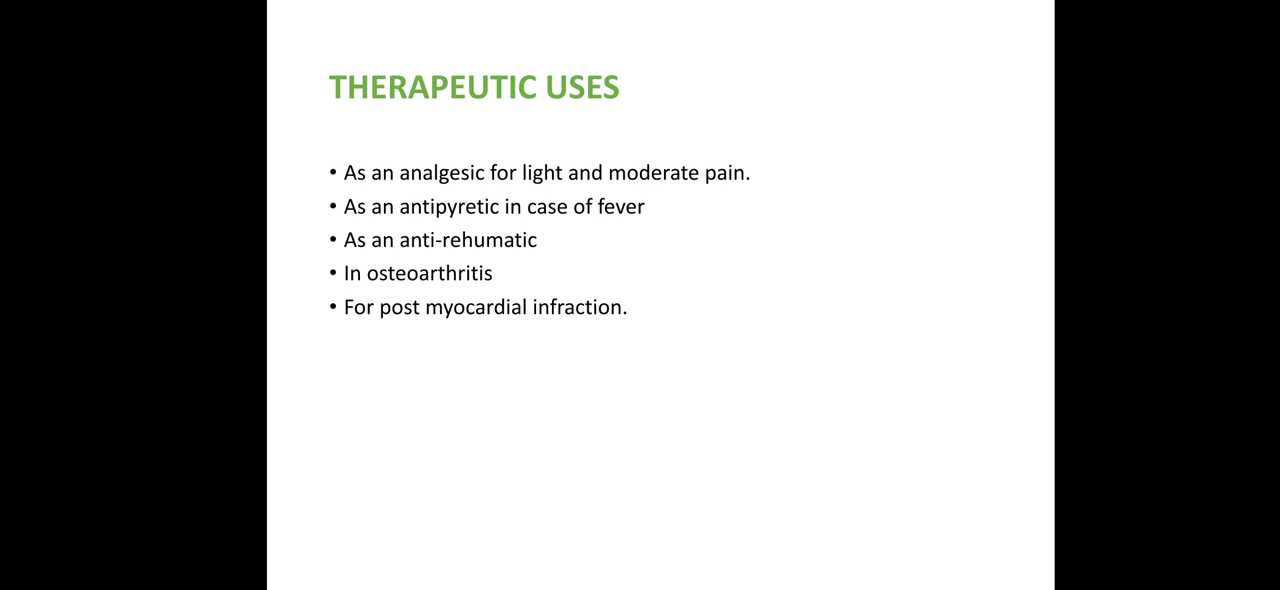 THERAPEUTIC USES
• As an analgesic for light and moderate pain.
• As an antipyretic in case of fever
• As an anti-rehumatic
• In osteoarthritis
• For post myocardial infraction.